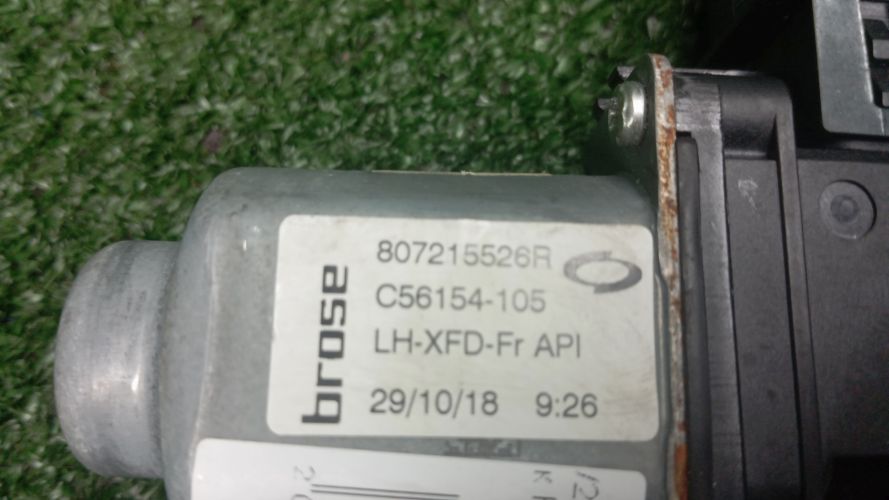 brose
807215526R
C56154-105
LH-XFD-Fr API
29/10/18 9:26